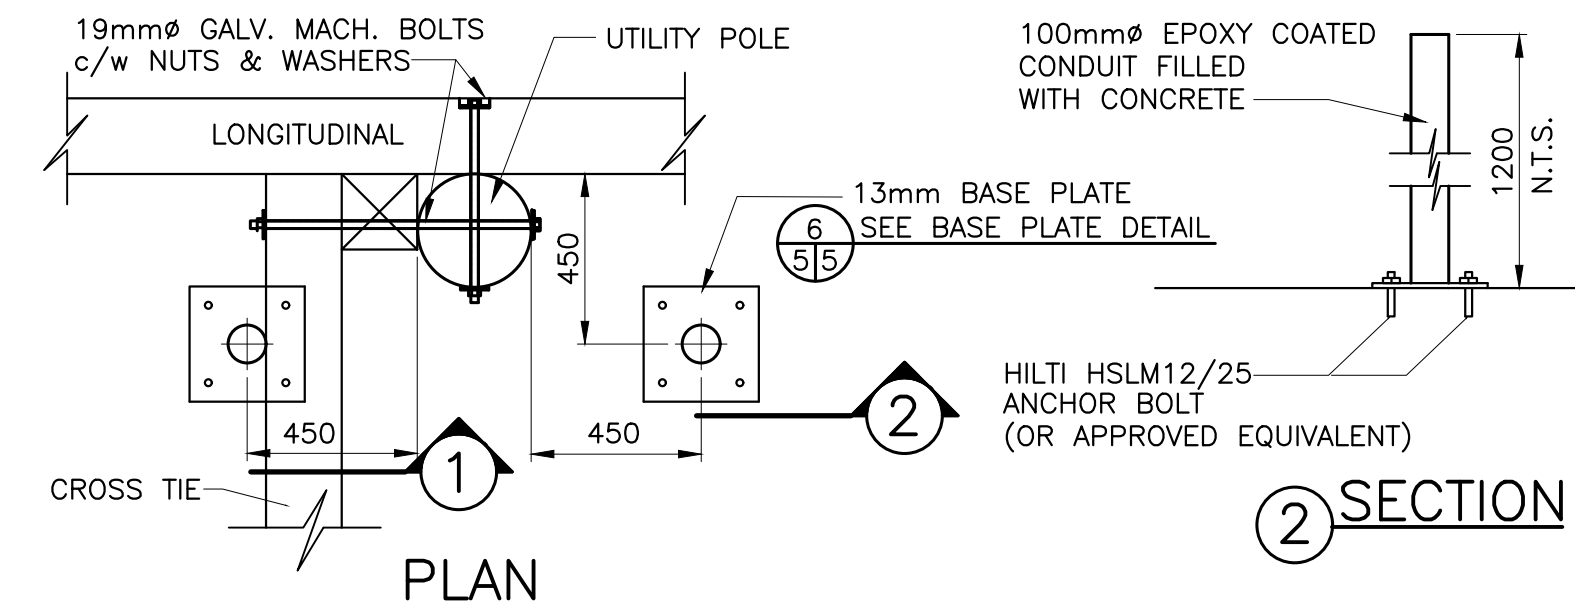 19mmø GALV. MACH. BOLTS
c/w NUTS & WASHERS
UTILITY POLE
LONGITUDINAL
13mm BASE PLATE
SEE BASE PLATE DETAIL
6
5 5
450
450
450
1
2
CROSS TIE
PLAN
100mmø EPOXY COATED
CONDUIT FILLED
WITH CONCRETE
1200
N.T.S.
HILTI HSLM12/25
ANCHOR BOLT
(OR APPROVED EQUIVALENT)
2 SECTION